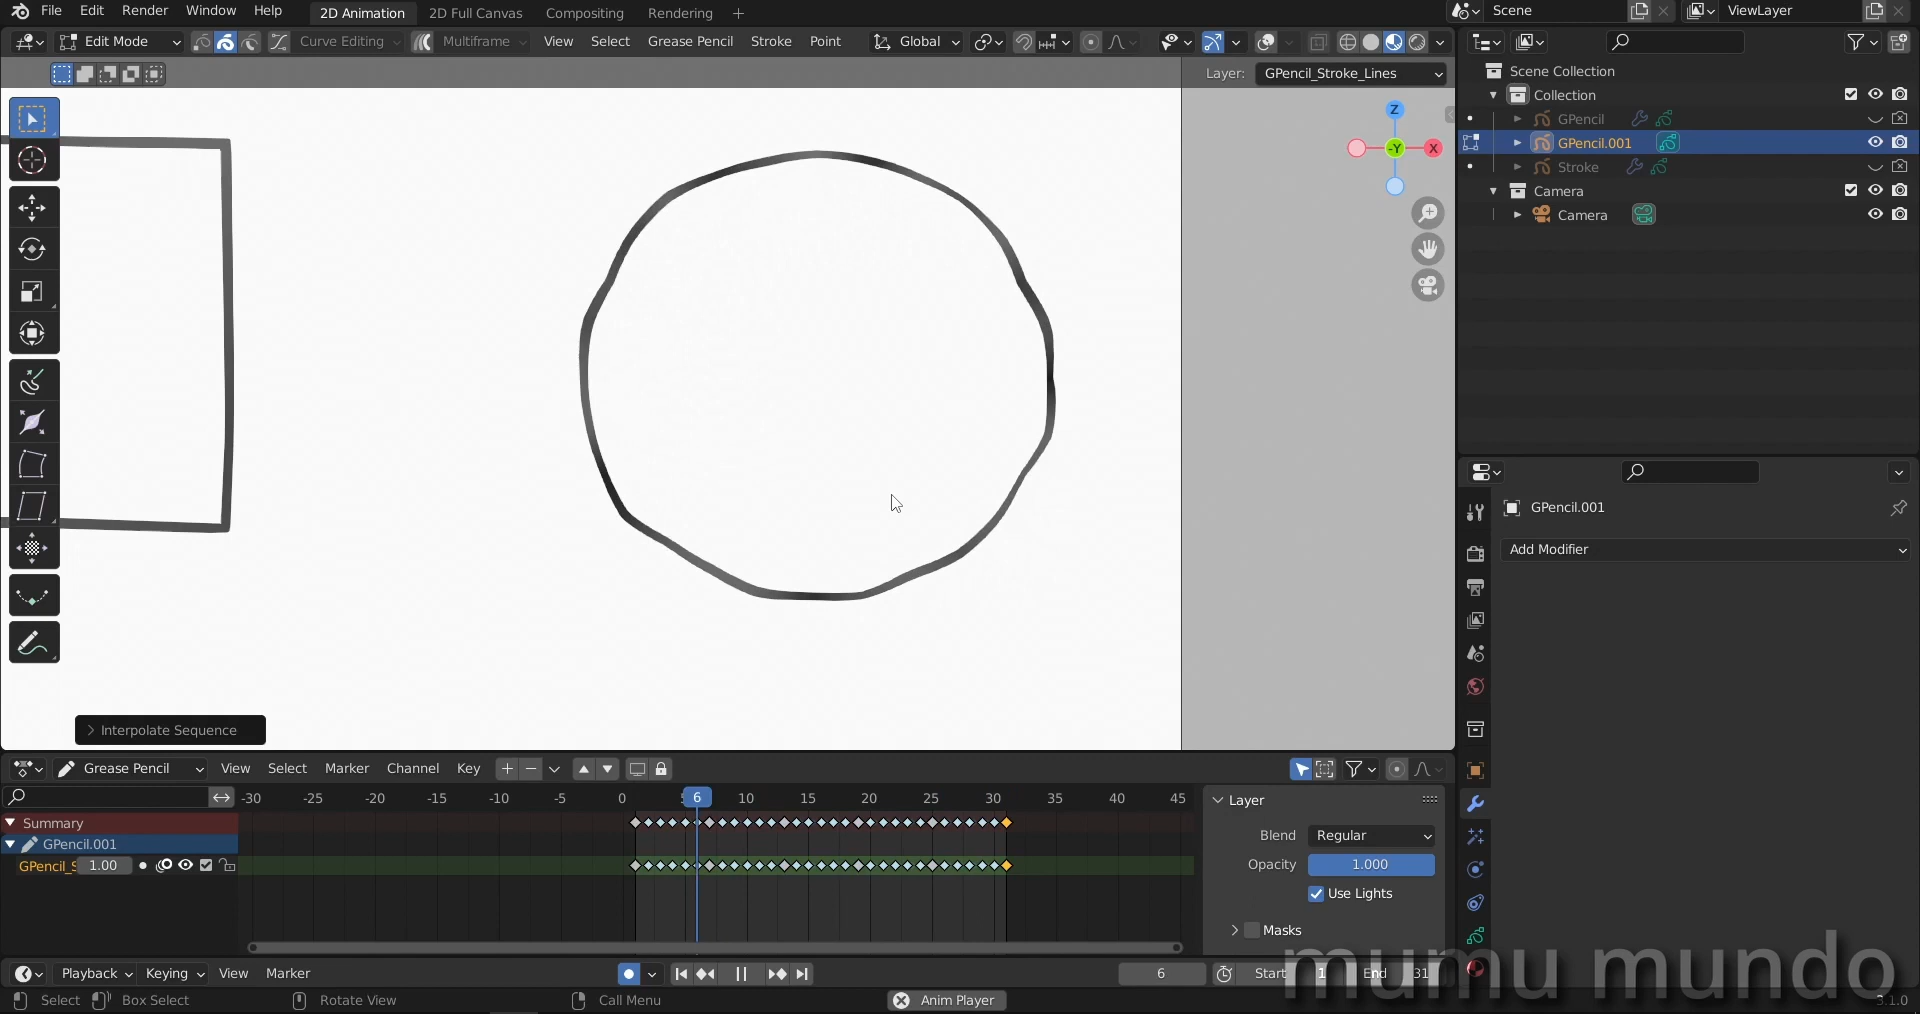 File Edit Render Window Help 2D Animation 2D Full Canvas Compositing Rendering + Scene ViewLayer
Edit Mode Curve Editing Multiframe View Select Grease Pencil Stroke Point Global
Layer: GPencil_Stroke_Lines
Scene Collection
Collection
GPencil
GPencil.001
Stroke
Camera
Camera
Z
-Y
X
GPencil.001
Add Modifier
Interpolate Sequence
Grease Pencil View Select Marker Channel Key
-30 -25 -20 -15 -10 -5 0 6 10 15 20 25 30 35 40 45
Summary
GPencil.001
GPencil_S 1.00
Layer
Blend Regular
Opacity 1.000
Use Lights
Masks
Playback Keying View Marker 6 Start 1 End 31
mumu mundo
Select Box Select Rotate View Call Menu Anim Player 3.1.0